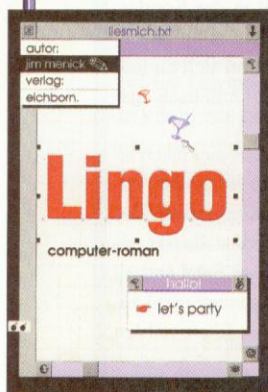 liesmich.txt
autor:
jim menick
verlag:
eichborn.
Lingo
computer-roman
hallo!
let's party